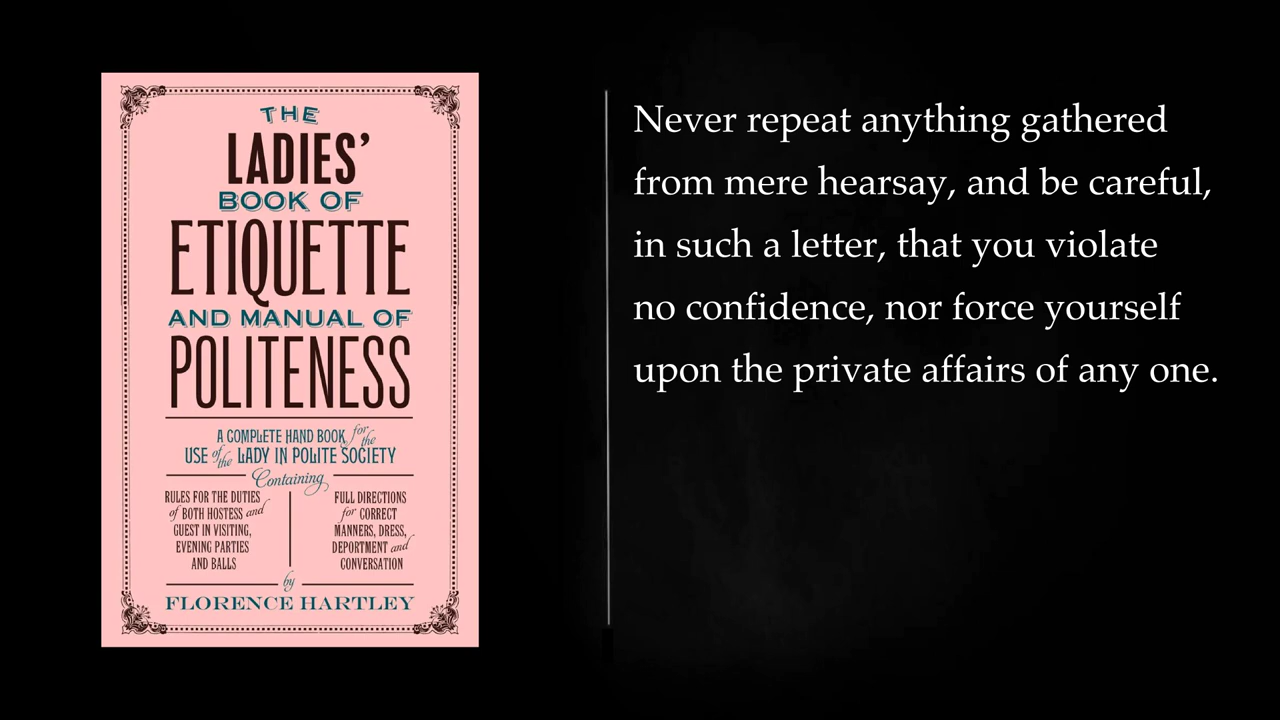 THE
LADIES’
BOOK OF
ETIQUETTE
AND MANUAL OF
POLITENESS
A COMPLETE HAND BOOK for the
USE of the LADY IN POLITE SOCIETY
Containing
RULES FOR THE DUTIES
of BOTH HOSTESS and
GUEST IN VISITING,
EVENING PARTIES
AND BALLS
FULL DIRECTIONS
for CORRECT
MANNERS, DRESS,
DEPORTMENT and
CONVERSATION
by
FLORENCE HARTLEY
Never repeat anything gathered
from mere hearsay, and be careful,
in such a letter, that you violate
no confidence, nor force yourself
upon the private affairs of any one.